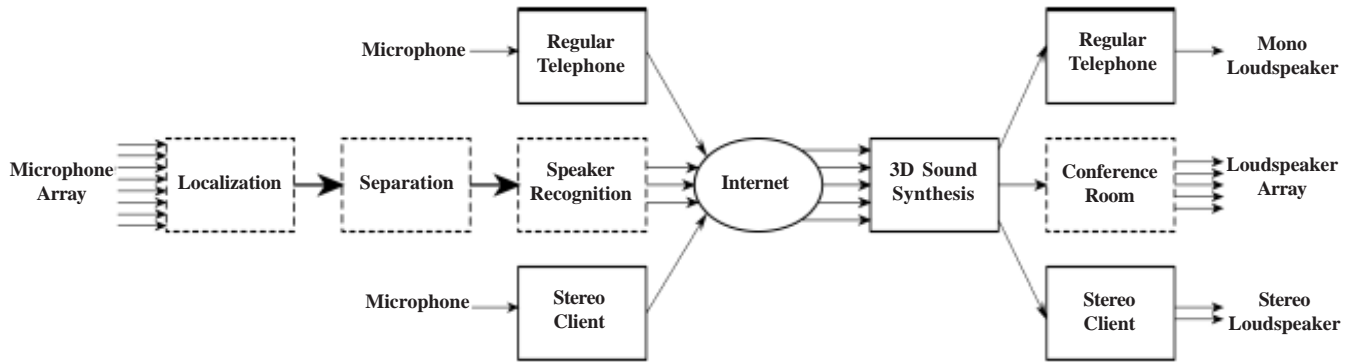 Microphone
Regular
Telephone
Regular
Telephone
Mono
Loudspeaker
Microphone
Array
Localization
Separation
Speaker
Recognition
Internet
3D Sound
Synthesis
Conference
Room
Loudspeaker
Array
Microphone
Stereo
Client
Stereo
Client
Stereo
Loudspeaker